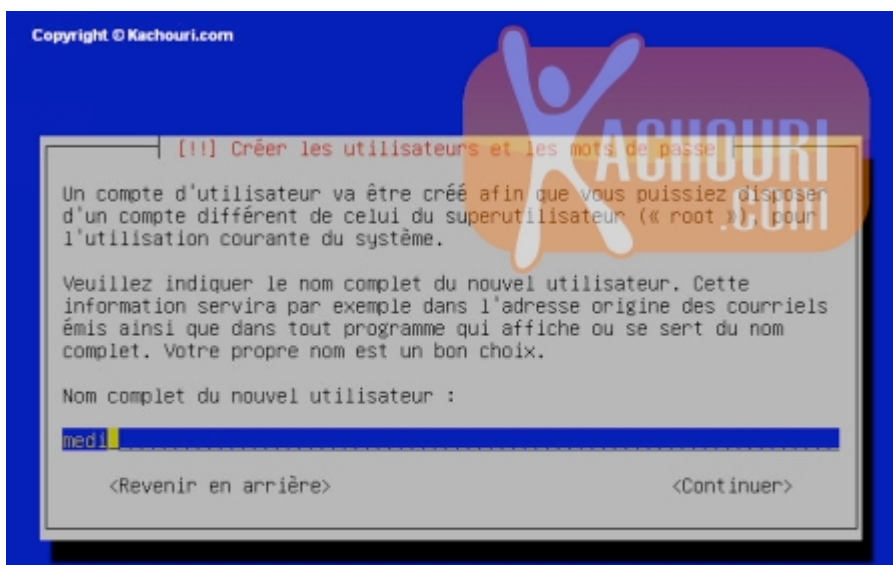 Copyright © Kachouri.com
KACHOURI
.COM
[!!] Créer les utilisateurs et les mots de passe
Un compte d'utilisateur va être créé afin que vous puissiez disposer
d'un compte différent de celui du superutilisateur (« root »), pour
l'utilisation courante du système.
Veuillez indiquer le nom complet du nouvel utilisateur. Cette
information servira par exemple dans l'adresse origine des courriels
émis ainsi que dans tout programme qui affiche ou se sert du nom
complet. Votre propre nom est un bon choix.
Nom complet du nouvel utilisateur :
medi
<Revenir en arrière> <Continuer>